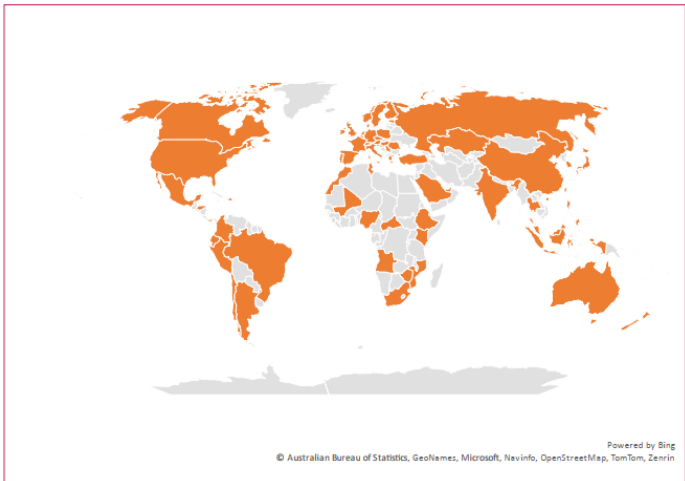 Powered by Bing
© Australian Bureau of Statistics, GeoNames, Microsoft, Navinfo, OpenStreetMap, TomTom, Zenrin